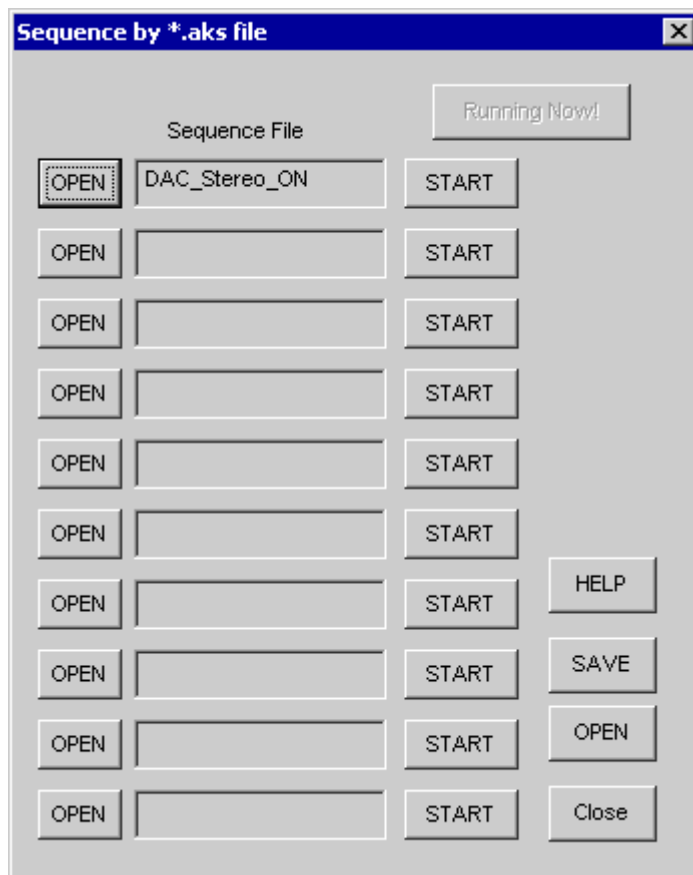 Sequence by *.aks file
Running Now!
Sequence File
OPEN DAC_Stereo_ON START
OPEN START
OPEN START
OPEN START
OPEN START
OPEN START
HELP
OPEN START
SAVE
OPEN START
OPEN
OPEN START
OPEN START Close